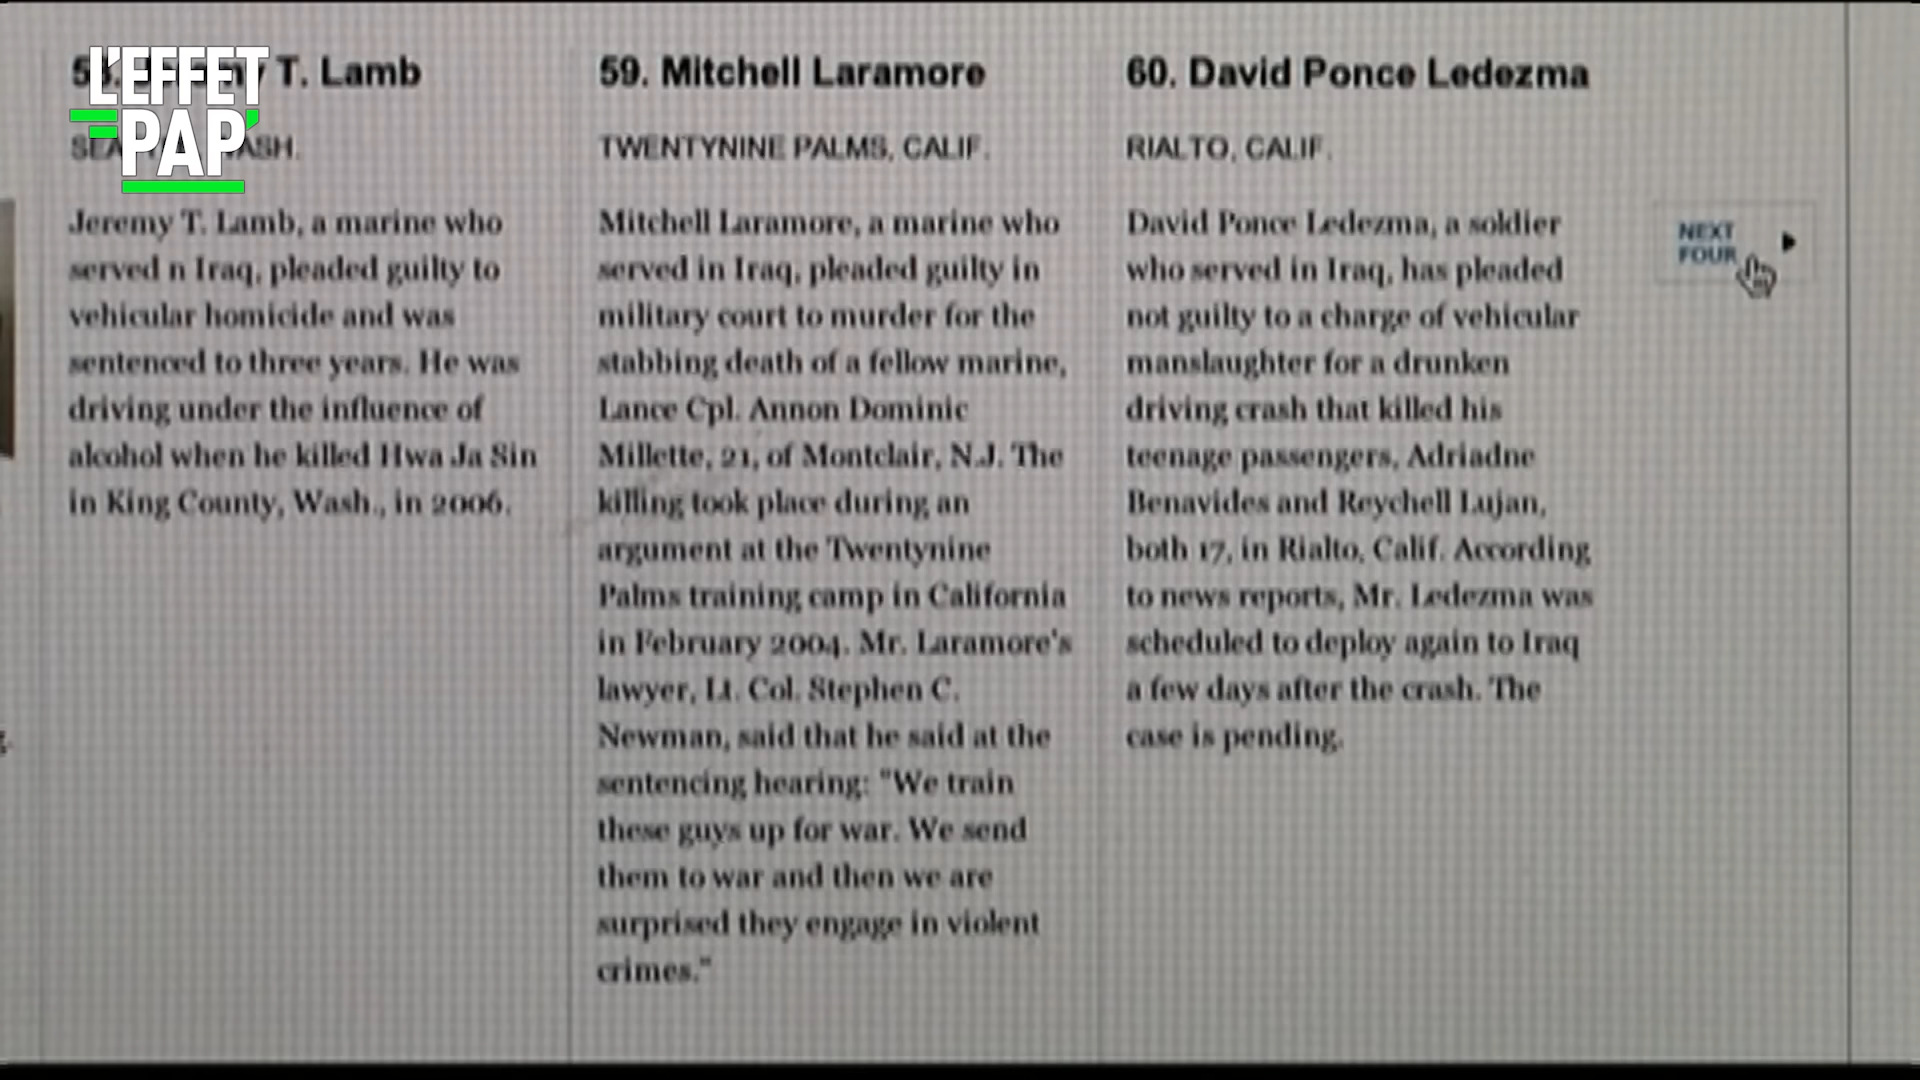 L'EFFET
PAP'
T. Lamb
Jeremy T. Lamb, a marine who
served n Iraq, pleaded guilty to
vehicular homicide and was
sentenced to three years. He was
driving under the influence of
alcohol when he killed Hwa Ja Sin
in King County, Wash., in 2006.
59. Mitchell Laramore
TWENTYNINE PALMS, CALIF.
Mitchell Laramore, a marine who
served in Iraq, pleaded guilty in
military court to murder for the
stabbing death of a fellow marine,
Lance Cpl. Annon Dominic
Millette, 21, of Montclair, N.J. The
killing took place during an
argument at the Twentynine
Palms training camp in California
in February 2004. Mr. Laramore's
lawyer, Lt. Col. Stephen C.
Newman, said that he said at the
sentencing hearing: "We train
these guys up for war. We send
them to war and then we are
surprised they engage in violent
crimes."
60. David Ponce Ledezma
RIALTO, CALIF.
David Ponce Ledezma, a soldier
who served in Iraq, has pleaded
not guilty to a charge of vehicular
manslaughter for a drunken
driving crash that killed his
teenage passengers, Adriadne
Benavides and Reychell Lujan,
both 17, in Rialto, Calif. According
to news reports, Mr. Ledezma was
scheduled to deploy again to Iraq
a few days after the crash. The
case is pending.
NEXT
FOUR